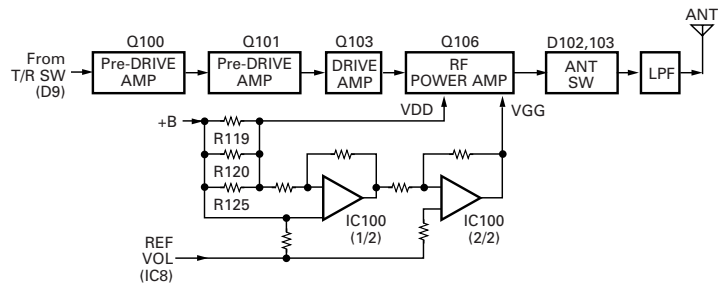 ANT
Q100
Q101
Q103
Q106
D102,103
From
T/R SW
(D9)
Pre-DRIVE
AMP
Pre-DRIVE
AMP
DRIVE
AMP
RF
POWER AMP
ANT
SW
LPF
+B
VDD
VGG
R119
R120
R125
IC100
(1/2)
IC100
(2/2)
REF
VOL
(IC8)